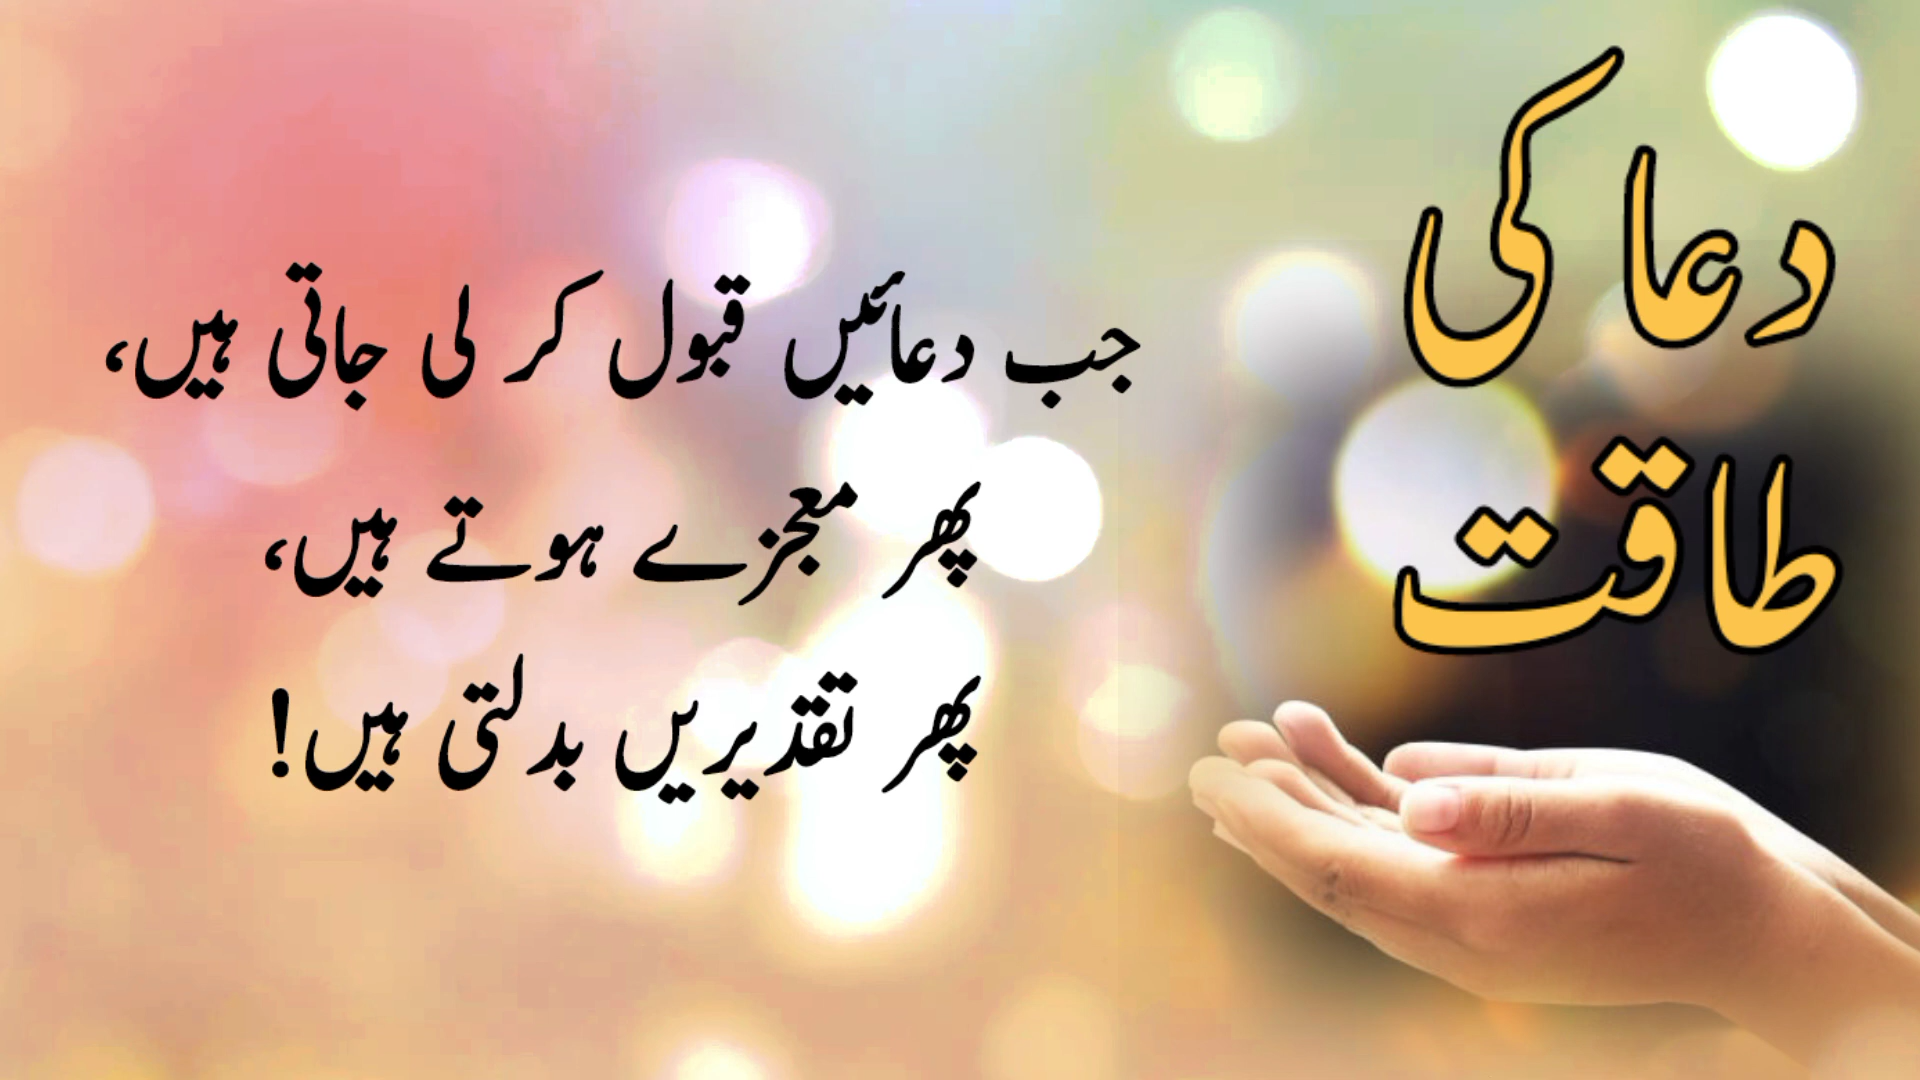 دعا کی
طاقت
جب دعائیں قبول کر لی جاتی ہیں،
پھر معجزے ہوتے ہیں،
پھر تقدیریں بدلتی ہیں!